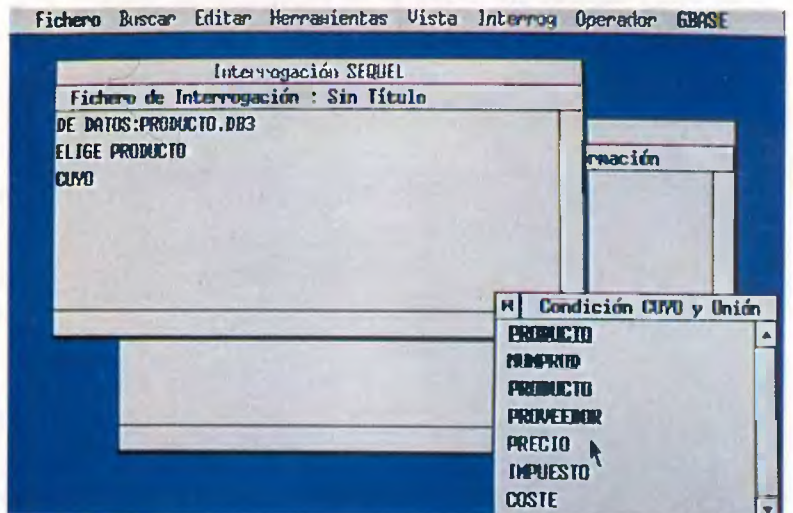 Fichero Buscar Editar Herramientas Vista Interrog Operador GBASE
Interrogación SEQUEL
Fichero de Interrogación : Sin Título
DE DATOS:PRODUCTO.DB3
ELIGE PRODUCTO
CUYO
rmación
Condición CUYO y Unión
PRODUCTO
NUMPROD
PRODUCTO
PROVEEDOR
PRECIO
IMPUESTO
COSTE